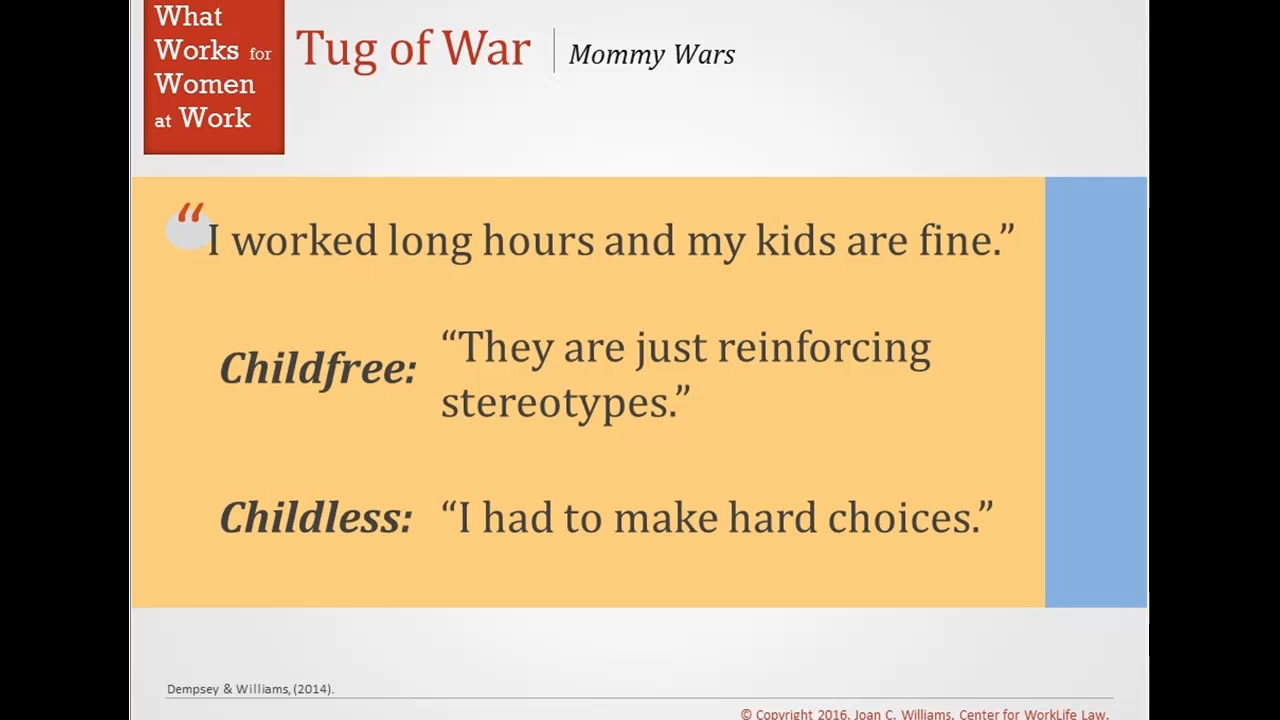 What
Works for
Women
at Work
Tug of War
Mommy Wars
“I worked long hours and my kids are fine.”
Childfree: “They are just reinforcing
stereotypes.”
Childless: “I had to make hard choices.”
Dempsey & Williams, (2014).
© Copyright 2016. Joan C. Williams. Center for WorkLife Law.